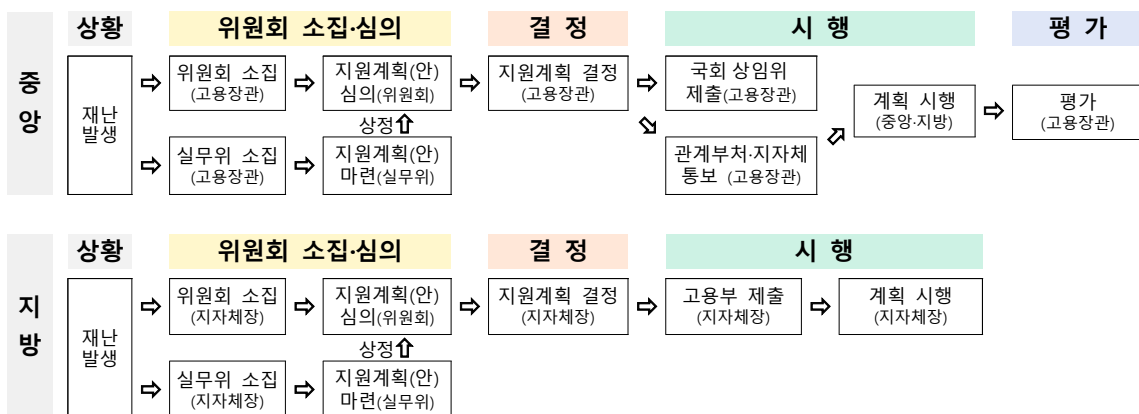 상황 위원회 소집·심의 결 정 시 행 평 가
중앙
재난
발생
위원회 소집
(고용장관)
지원계획(안)
심의(위원회)
상정
실무위 소집
(고용장관)
지원계획(안)
마련(실무위)
지원계획 결정
(고용장관)
국회 상임위
제출(고용장관)
관계부처·지자체
통보 (고용장관)
계획 시행
(중앙·지방)
평가
(고용장관)
상황 위원회 소집·심의 결 정 시 행
지방
재난
발생
위원회 소집
(지자체장)
지원계획(안)
심의(위원회)
상정
실무위 소집
(지자체장)
지원계획(안)
마련(실무위)
지원계획 결정
(지자체장)
고용부 제출
(지자체장)
계획 시행
(지자체장)